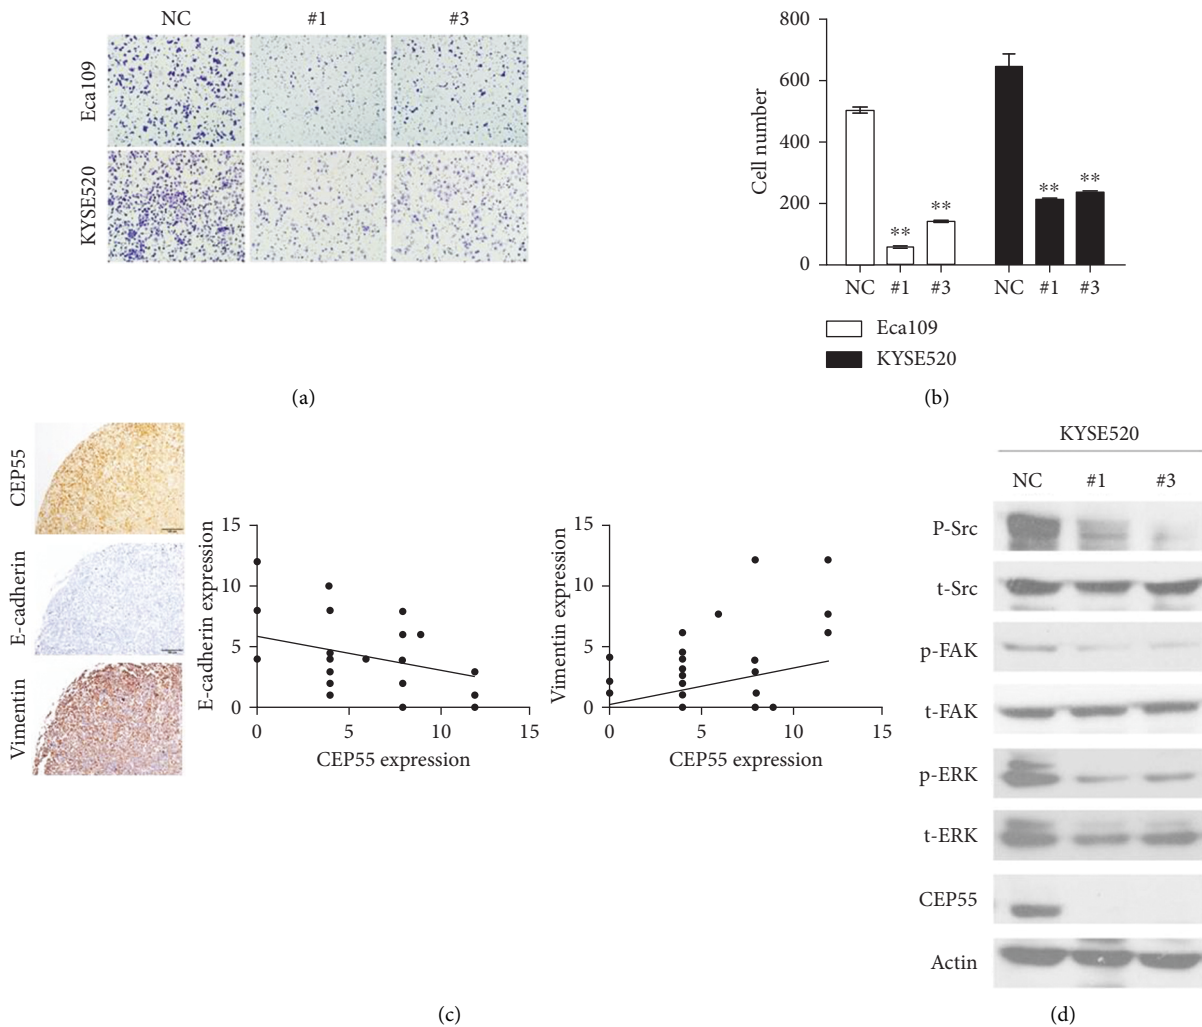 NC #1 #3
Eca109
KYSE520
(a)
Cell number
800
600
400
200
0
** ** ** **
NC #1 #3 NC #1 #3
Eca109
KYSE520
(b)
CEP55
E-cadherin
Vimentin
E-cadherin expression
15
10
5
0
0 5 10 15
CEP55 expression
Vimentin expression
15
10
5
0
0 5 10 15
CEP55 expression
(c)
KYSE520
NC #1 #3
P-Src
t-Src
p-FAK
t-FAK
p-ERK
t-ERK
CEP55
Actin
(d)